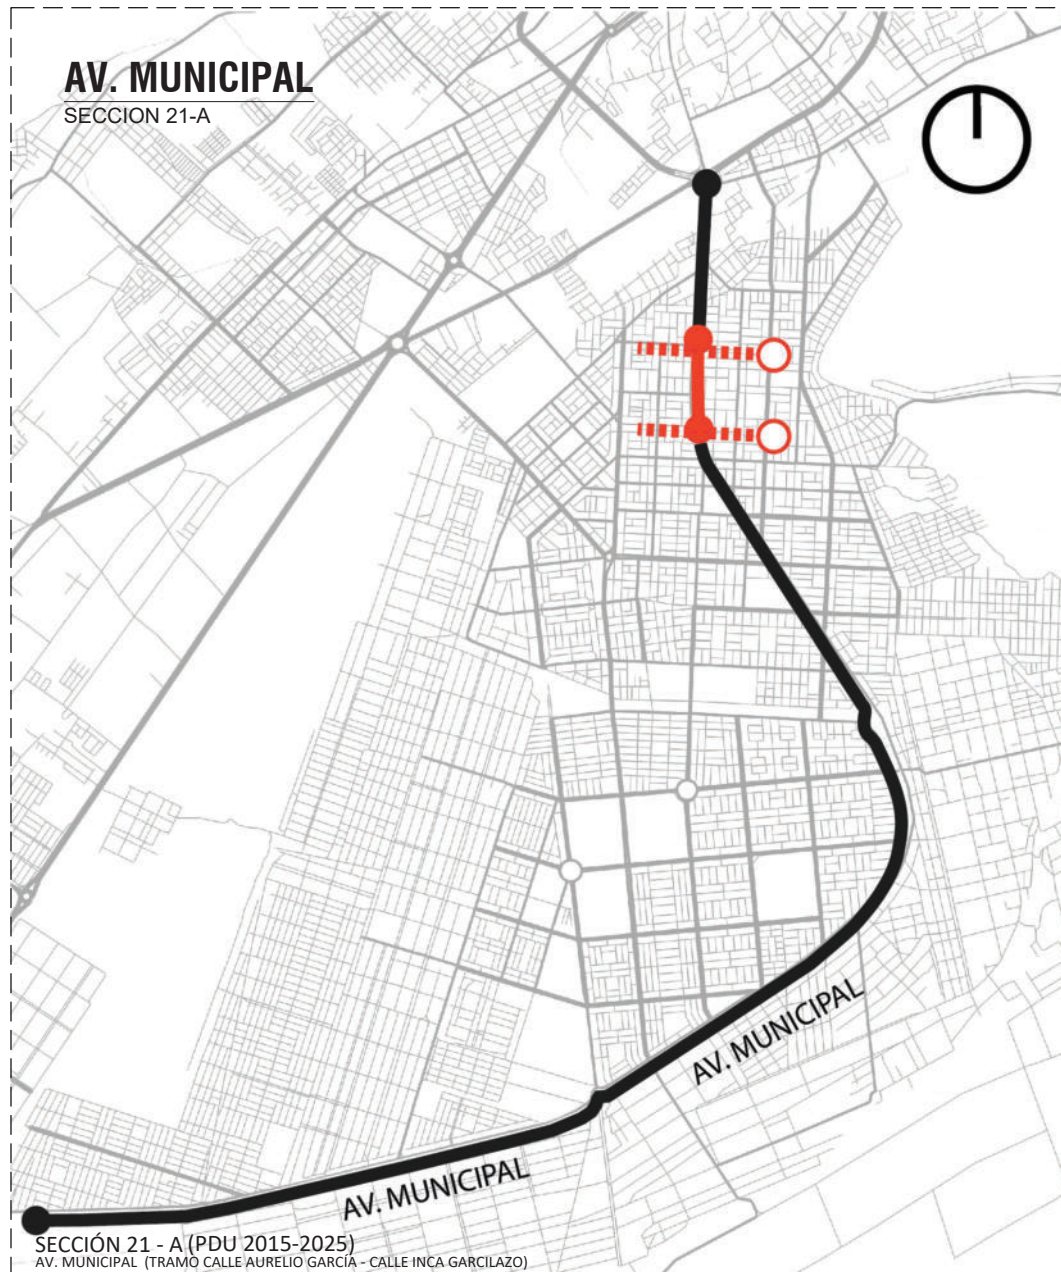 AV. MUNICIPAL
SECCION 21-A
AV. MUNICIPAL
AV. MUNICIPAL
SECCIÓN 21 - A (PDU 2015-2025)
AV. MUNICIPAL (TRAMO CALLE AURELIO GARCÍA - CALLE INCA GARCILAZO)